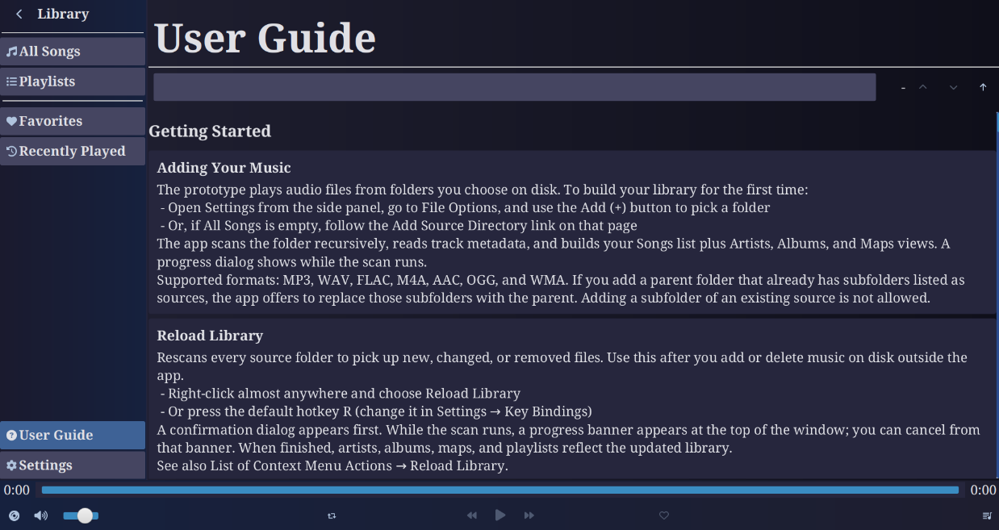 Library
All Songs
Playlists
Favorites
Recently Played
User Guide
Settings
User Guide
-
Getting Started
Adding Your Music
The prototype plays audio files from folders you choose on disk. To build your library for the first time:
- Open Settings from the side panel, go to File Options, and use the Add (+) button to pick a folder
- Or, if All Songs is empty, follow the Add Source Directory link on that page
The app scans the folder recursively, reads track metadata, and builds your Songs list plus Artists, Albums, and Maps views. A
progress dialog shows while the scan runs.
Supported formats: MP3, WAV, FLAC, M4A, AAC, OGG, and WMA. If you add a parent folder that already has subfolders listed as
sources, the app offers to replace those subfolders with the parent. Adding a subfolder of an existing source is not allowed.
Reload Library
Rescans every source folder to pick up new, changed, or removed files. Use this after you add or delete music on disk outside the
app.
- Right-click almost anywhere and choose Reload Library
- Or press the default hotkey R (change it in Settings → Key Bindings)
A confirmation dialog appears first. While the scan runs, a progress banner appears at the top of the window; you can cancel from
that banner. When finished, artists, albums, maps, and playlists reflect the updated library.
See also List of Context Menu Actions → Reload Library.
0:00
0:00